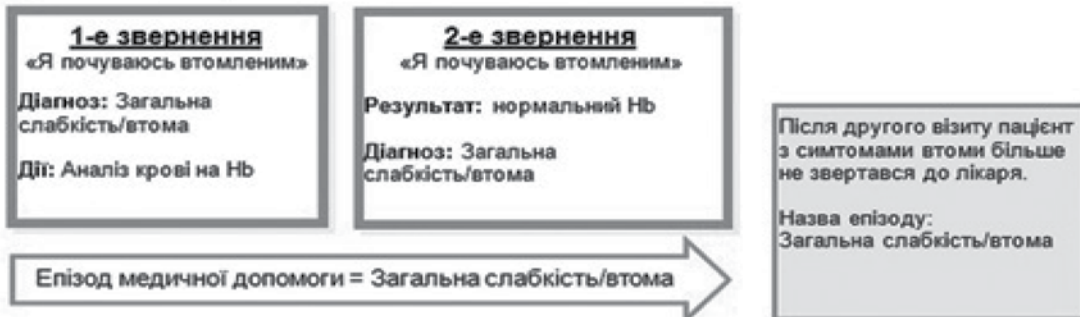 1-е звернення
«Я почуваюсь втомленим»
Діагноз: Загальна
слабкість/втома
Дії: Аналіз крові на Hb
2-е звернення
«Я почуваюсь втомленим»
Результат: нормальний Hb
Діагноз: Загальна
слабкість/втома
Після другого візиту пацієнт
з симптомами втоми більше
не звертався до лікаря.
Назва епізоду:
Загальна слабкість/втома
Епізод медичної допомоги = Загальна слабкість/втома